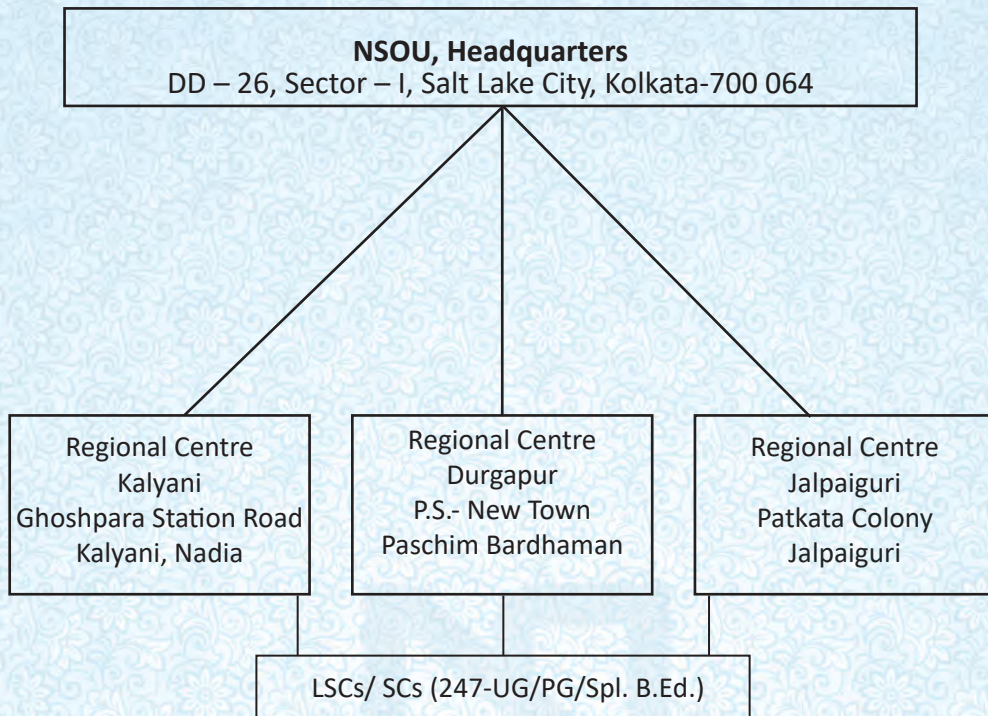 NSOU, Headquarters
DD – 26, Sector – I, Salt Lake City, Kolkata-700 064
Regional Centre
Kalyani
Ghoshpara Station Road
Kalyani, Nadia
Regional Centre
Durgapur
P.S.- New Town
Paschim Bardhaman
Regional Centre
Jalpaiguri
Patkata Colony
Jalpaiguri
LSCs/ SCs (247-UG/PG/Spl. B.Ed.)